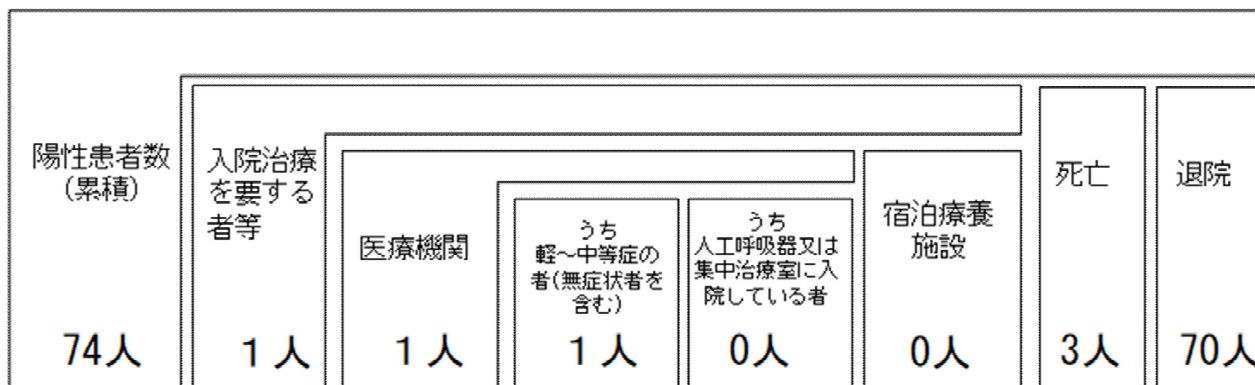 陽性患者数
(累積)
74人
入院治療
を要する
者等
1人
医療機関
1人
うち
軽~中等症の
者(無症状者を
含む)
1人
うち
人工呼吸器又は
集中治療室に入
院している者
0人
宿泊療養
施設
0人
死亡
3人
退院
70人